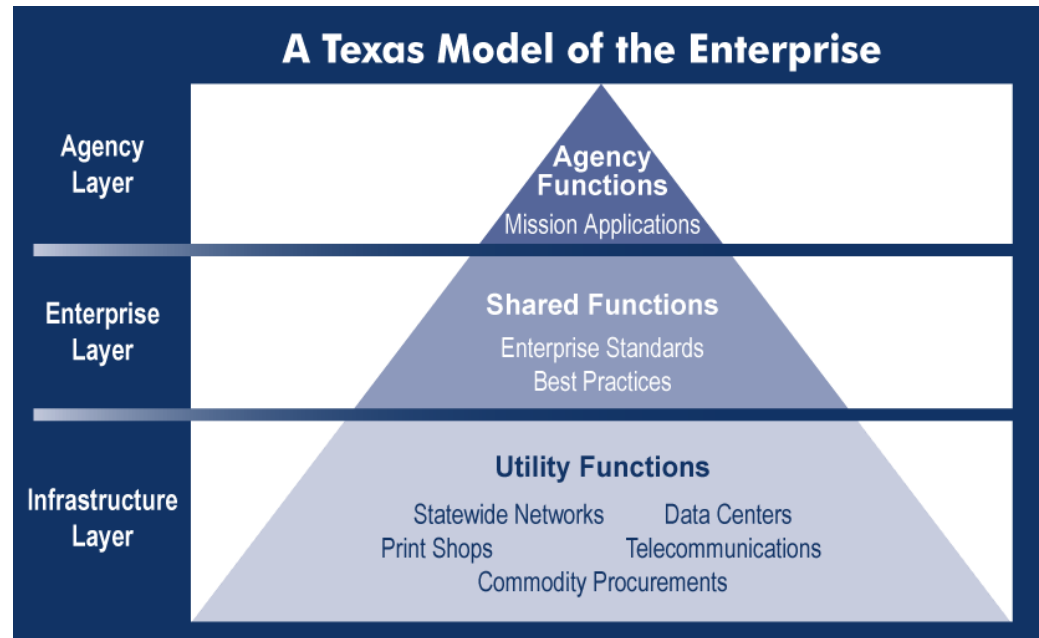 A Texas Model of the Enterprise
Agency
Layer
Agency
Functions
Mission Applications
Enterprise
Layer
Shared Functions
Enterprise Standards
Best Practices
Infrastructure
Layer
Utility Functions
Statewide Networks Data Centers
Print Shops Telecommunications
Commodity Procurements